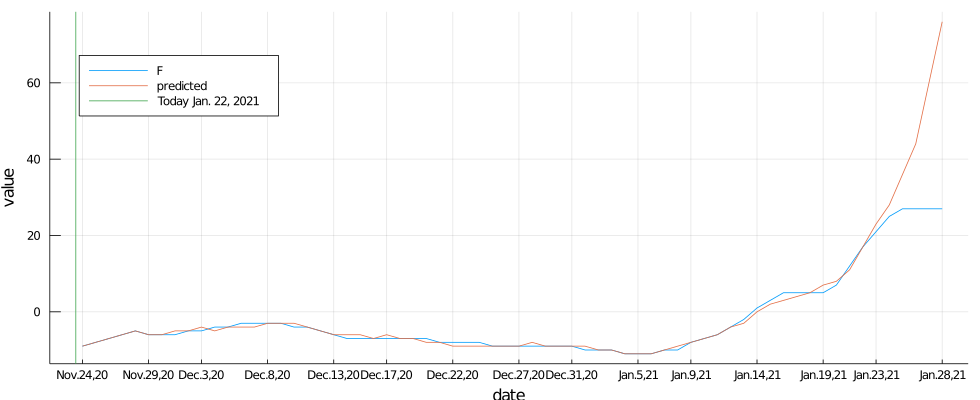 60
40
20
0
value
F
predicted
Today Jan. 22, 2021
Nov.24,20 Nov.29,20 Dec.3,20 Dec.8,20 Dec.13,20 Dec.17,20 Dec.22,20 Dec.27,20 Dec.31,20 Jan.5,21 Jan.9,21 Jan.14,21 Jan.19,21 Jan.23,21 Jan.28,21
date